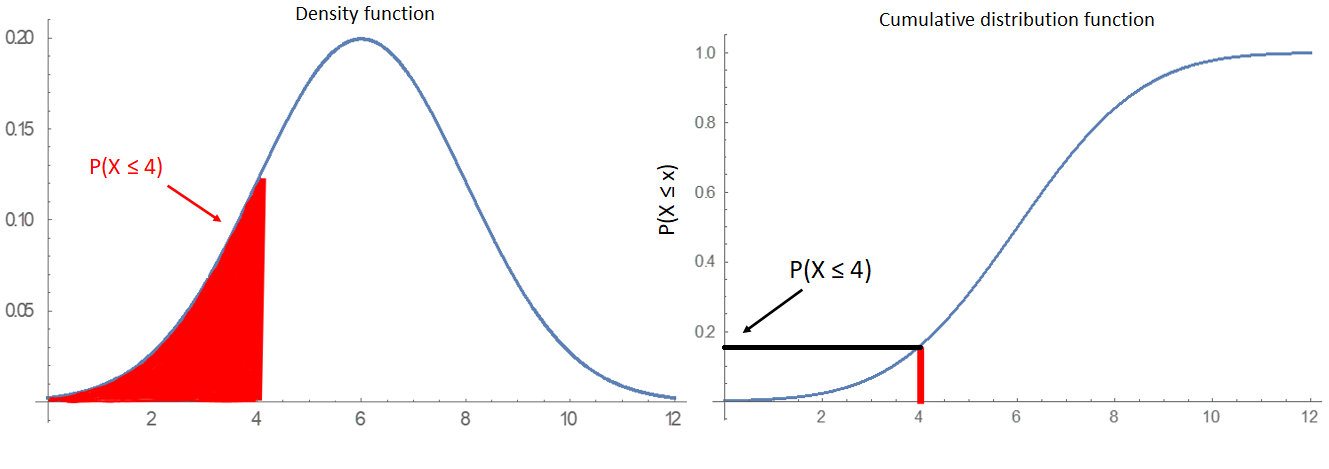 Density function
0.20
0.15
0.10
0.05
P(X ≤ 4)
2 4 6 8 10 12
Cumulative distribution function
1.0
0.8
0.6
0.4
0.2
P(X ≤ x)
P(X ≤ 4)
2 4 6 8 10 12